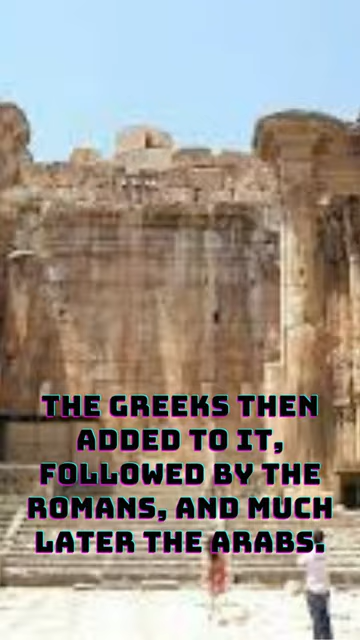 THE GREEKS THEN
ADDED TO IT,
FOLLOWED BY THE
ROMANS, AND MUCH
LATER THE ARABS.